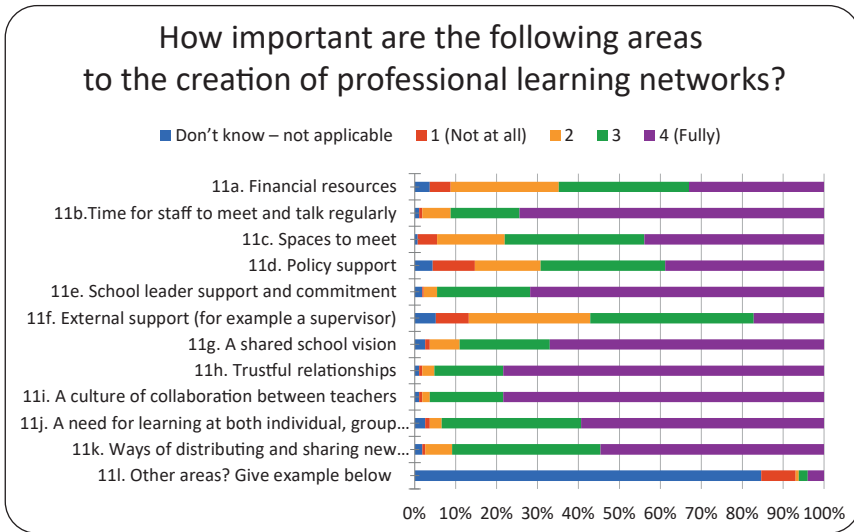 How important are the following areas
to the creation of professional learning networks?
Don't know – not applicable 1 (Not at all) 2 3 4 (Fully)
11a. Financial resources
11b.Time for staff to meet and talk regularly
11c. Spaces to meet
11d. Policy support
11e. School leader support and commitment
11f. External support (for example a supervisor)
11g. A shared school vision
11h. Trustful relationships
11i. A culture of collaboration between teachers
11j. A need for learning at both individual, group...
11k. Ways of distributing and sharing new...
11l. Other areas? Give example below
0% 10% 20% 30% 40% 50% 60% 70% 80% 90% 100%